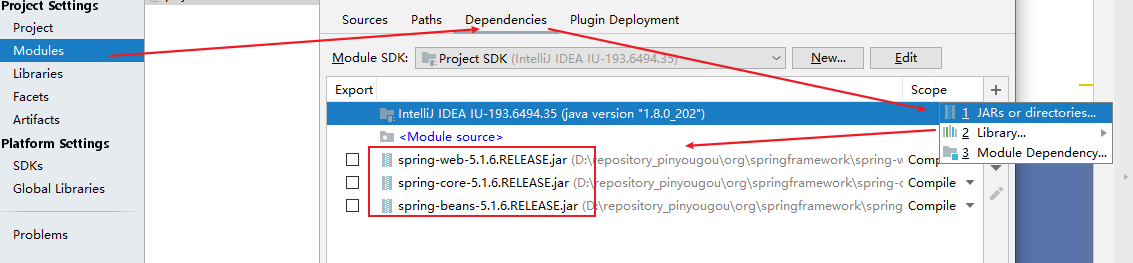 Project Settings
Project
Modules
Libraries
Facets
Artifacts
Platform Settings
SDKs
Global Libraries
Problems
Sources Paths Dependencies Plugin Deployment
Module SDK: Project SDK (IntelliJ IDEA IU-193.6494.35) New... Edit
Export Scope
IntelliJ IDEA IU-193.6494.35 (java version "1.8.0_202")
<Module source>
spring-web-5.1.6.RELEASE.jar (D:\repository_pinyougou\org\springframework\spring-w Compile
spring-core-5.1.6.RELEASE.jar (D:\repository_pinyougou\org\springframework\spring-c Compile
spring-beans-5.1.6.RELEASE.jar (D:\repository_pinyougou\org\springframework\spring Compile
1 JARs or directories...
2 Library...
3 Module Dependency...